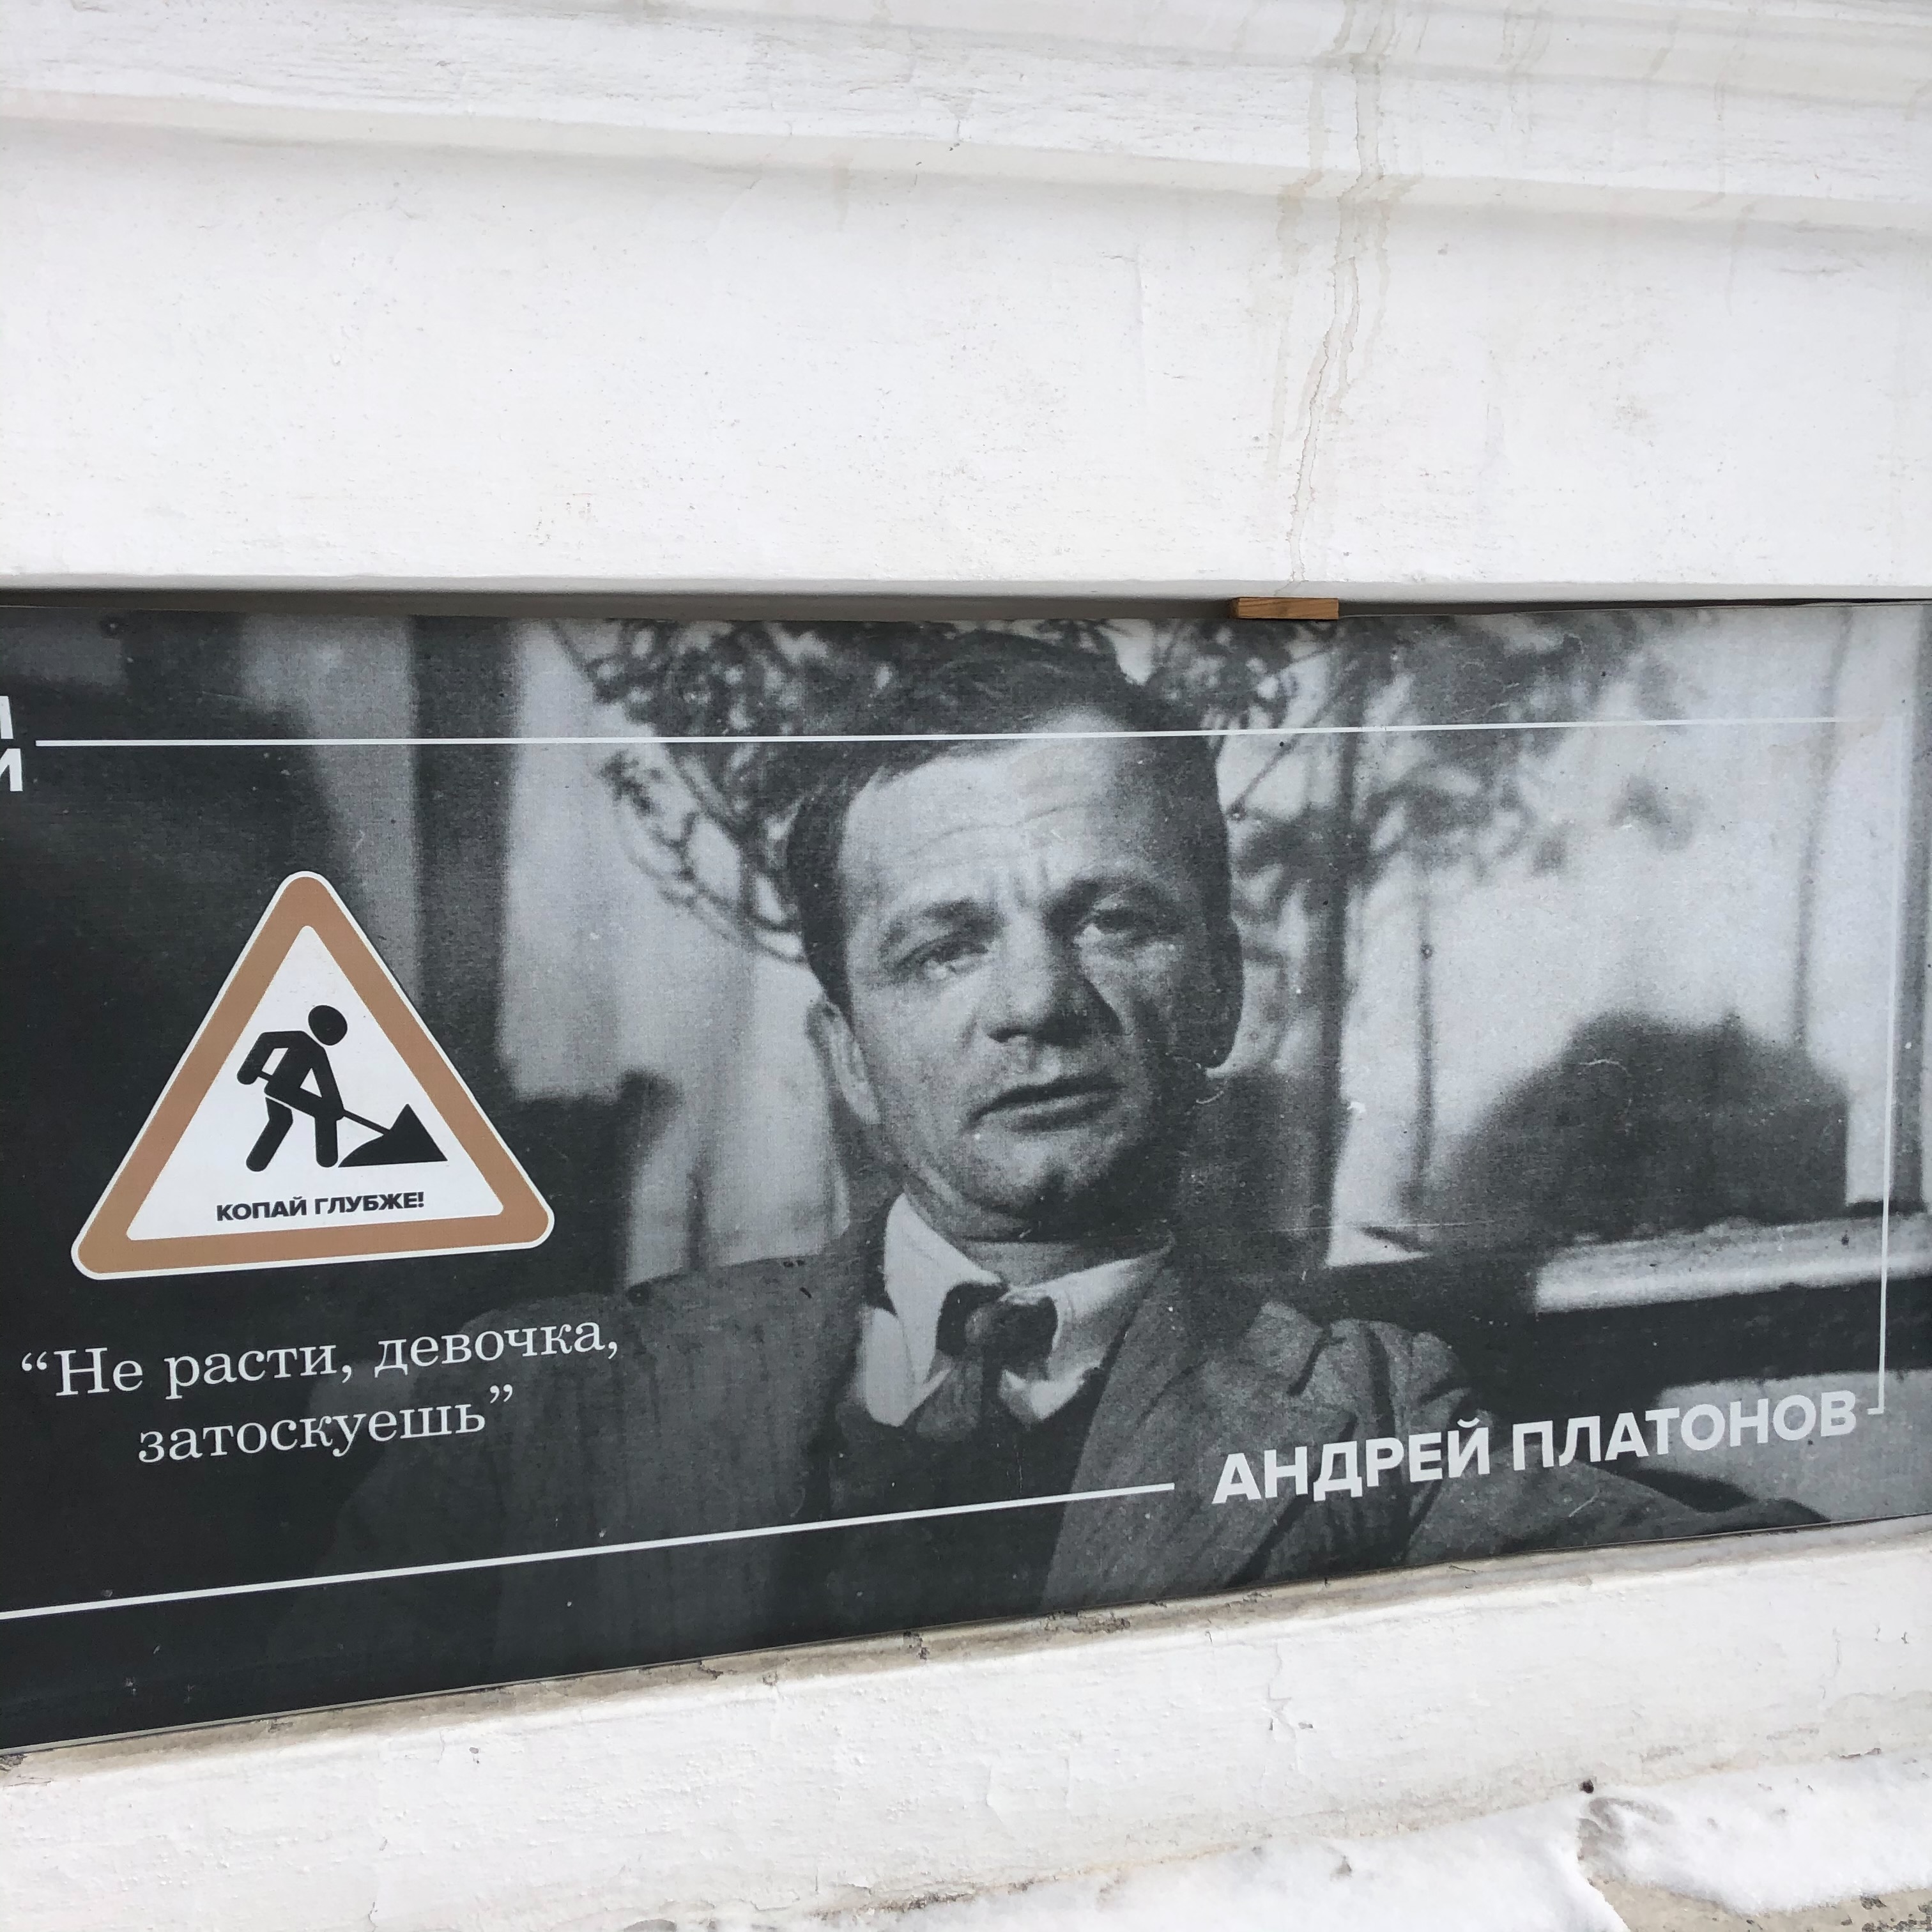 КОПАЙ ГЛУБЖЕ!
“Не расти, девочка,
затоскуешь”
АНДРЕЙ ПЛАТОНОВ